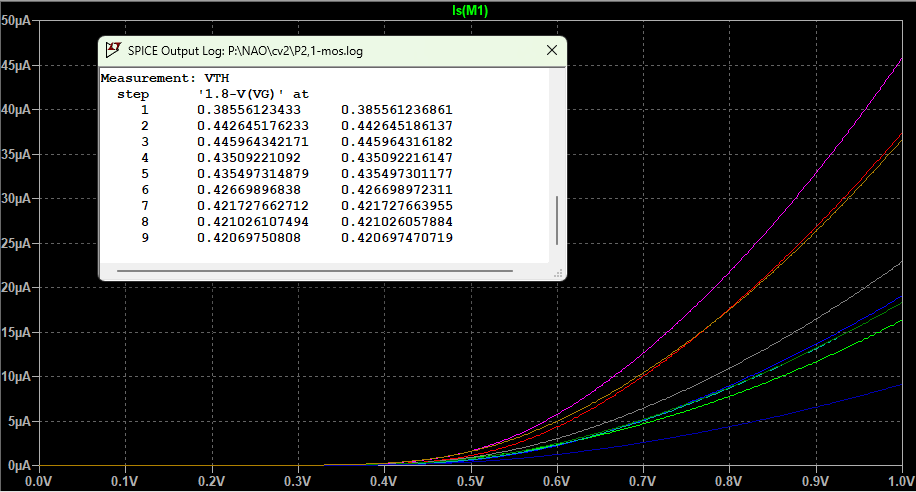 Is(M1)
50µA
45µA
40µA
35µA
30µA
25µA
20µA
15µA
10µA
5µA
0µA
SPICE Output Log: P:\NAO\cv2\P2,1-mos.log
Measurement: VTH
step '1.8-V(VG)' at
1 0.38556123433 0.385561236861
2 0.442645176233 0.442645186137
3 0.445964342171 0.445964316182
4 0.43509221092 0.435092216147
5 0.435497314879 0.435497301177
6 0.42669896838 0.426698972311
7 0.421727662712 0.421727663955
8 0.421026107494 0.421026057884
9 0.42069750808 0.420697470719
0.0V 0.1V 0.2V 0.3V 0.4V 0.5V 0.6V 0.7V 0.8V 0.9V 1.0V